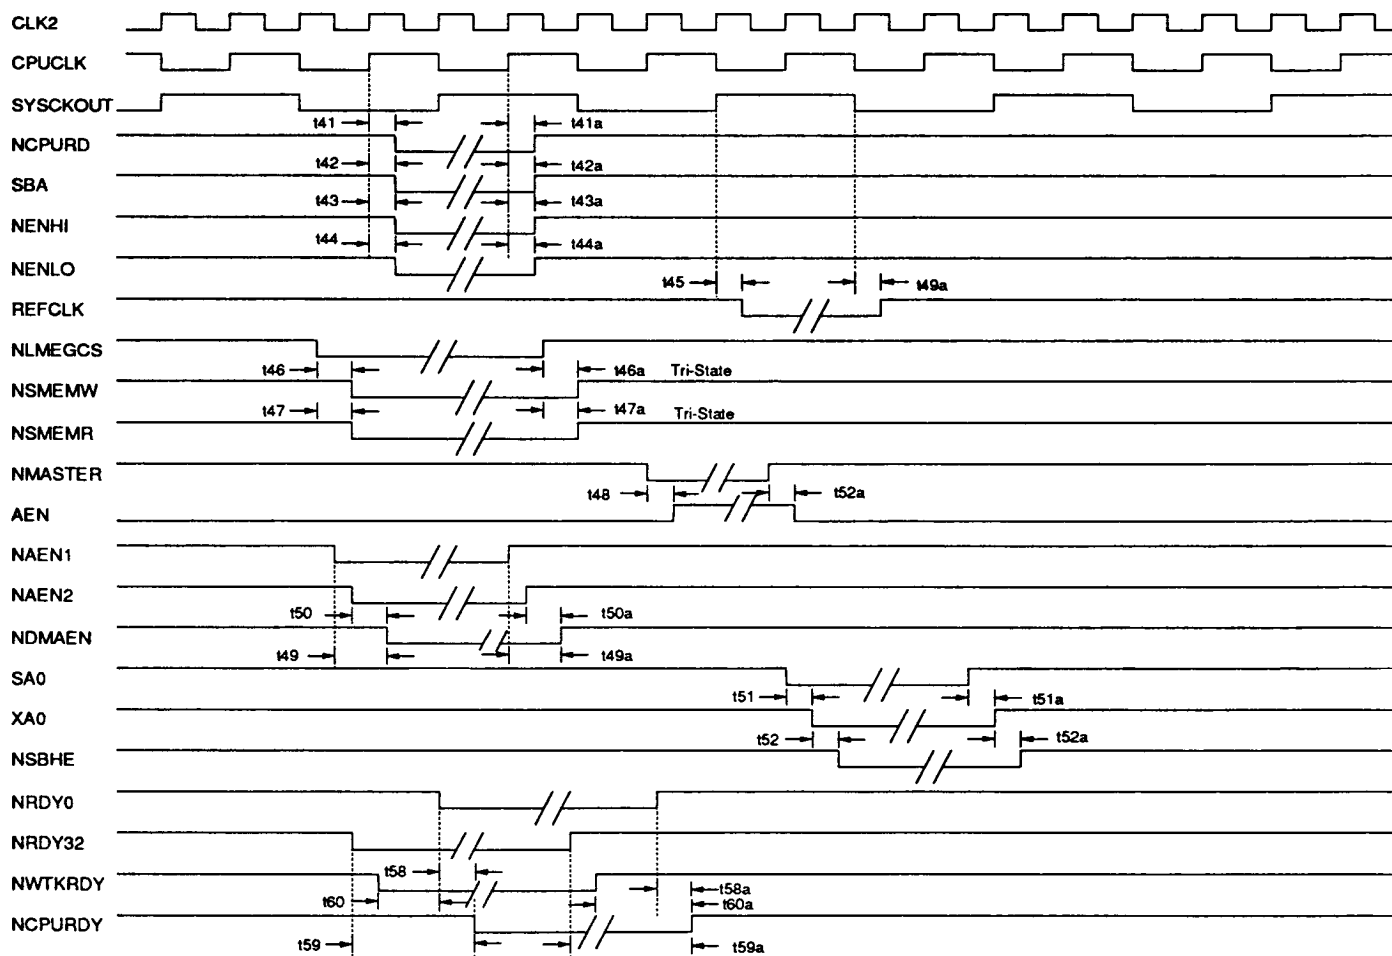 CLK2
CPUCLK
SYSCKOUT
t41 t41a
NCPURD
t42 t42a
SBA
t43 t43a
NENHI
t44 t44a
NENLO
t45 t49a
REFCLK
NLMEGCS
t46 t46a Tri-State
NSMEMW
t47 t47a Tri-State
NSMEMR
NMASTER
t48 t52a
AEN
NAEN1
NAEN2
t50 t50a
NDMAEN
t49 t49a
SA0
t51 t51a
XA0
t52 t52a
NSBHE
NRDY0
NRDY32
t58
NWTKRDY
t58a
t60 t60a
NCPURDY
t59 t59a